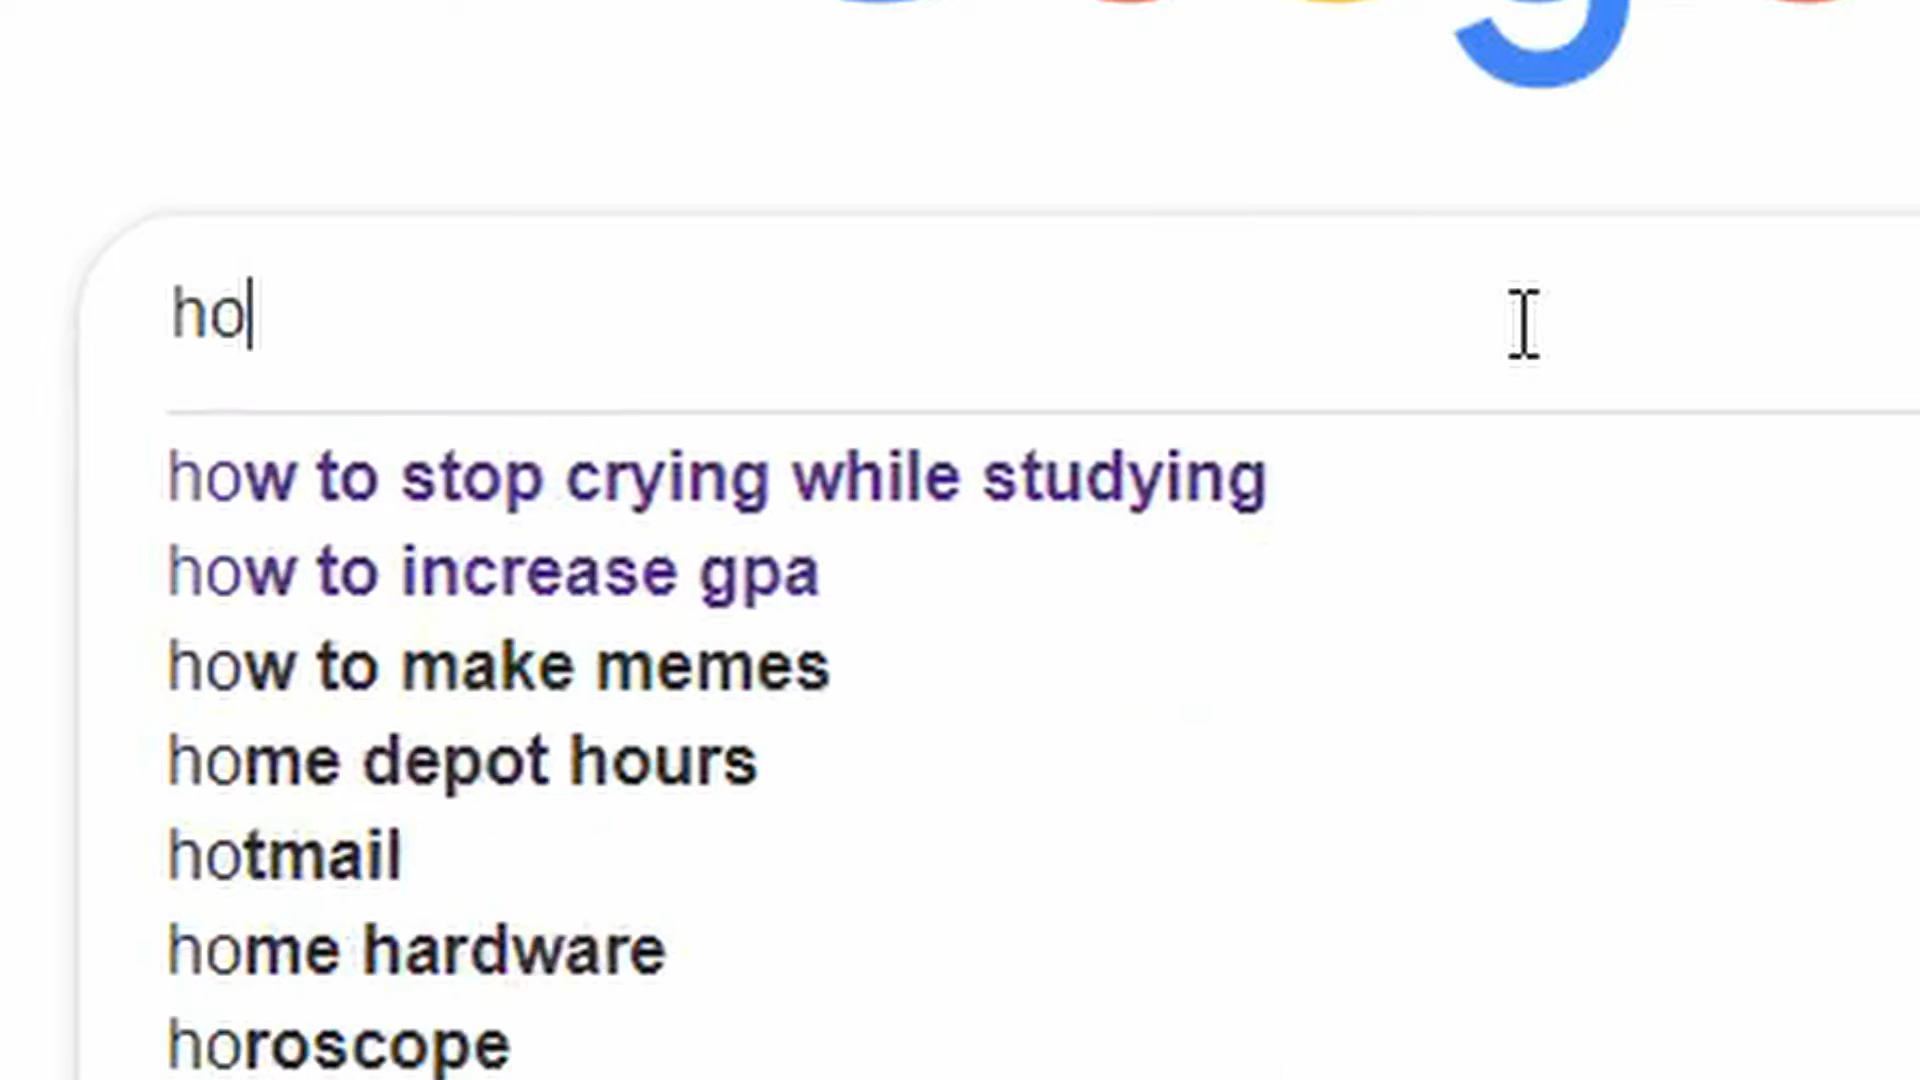 ho
how to stop crying while studying
how to increase gpa
how to make memes
home depot hours
hotmail
home hardware
horoscope